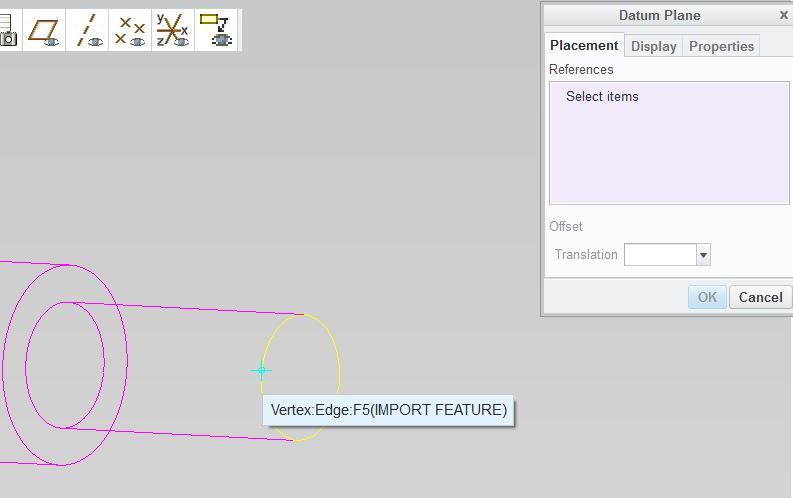 y
x
z
Datum Plane
x
Placement Display Properties
References
Select items
Offset
Translation
OK Cancel
Vertex:Edge:F5(IMPORT FEATURE)